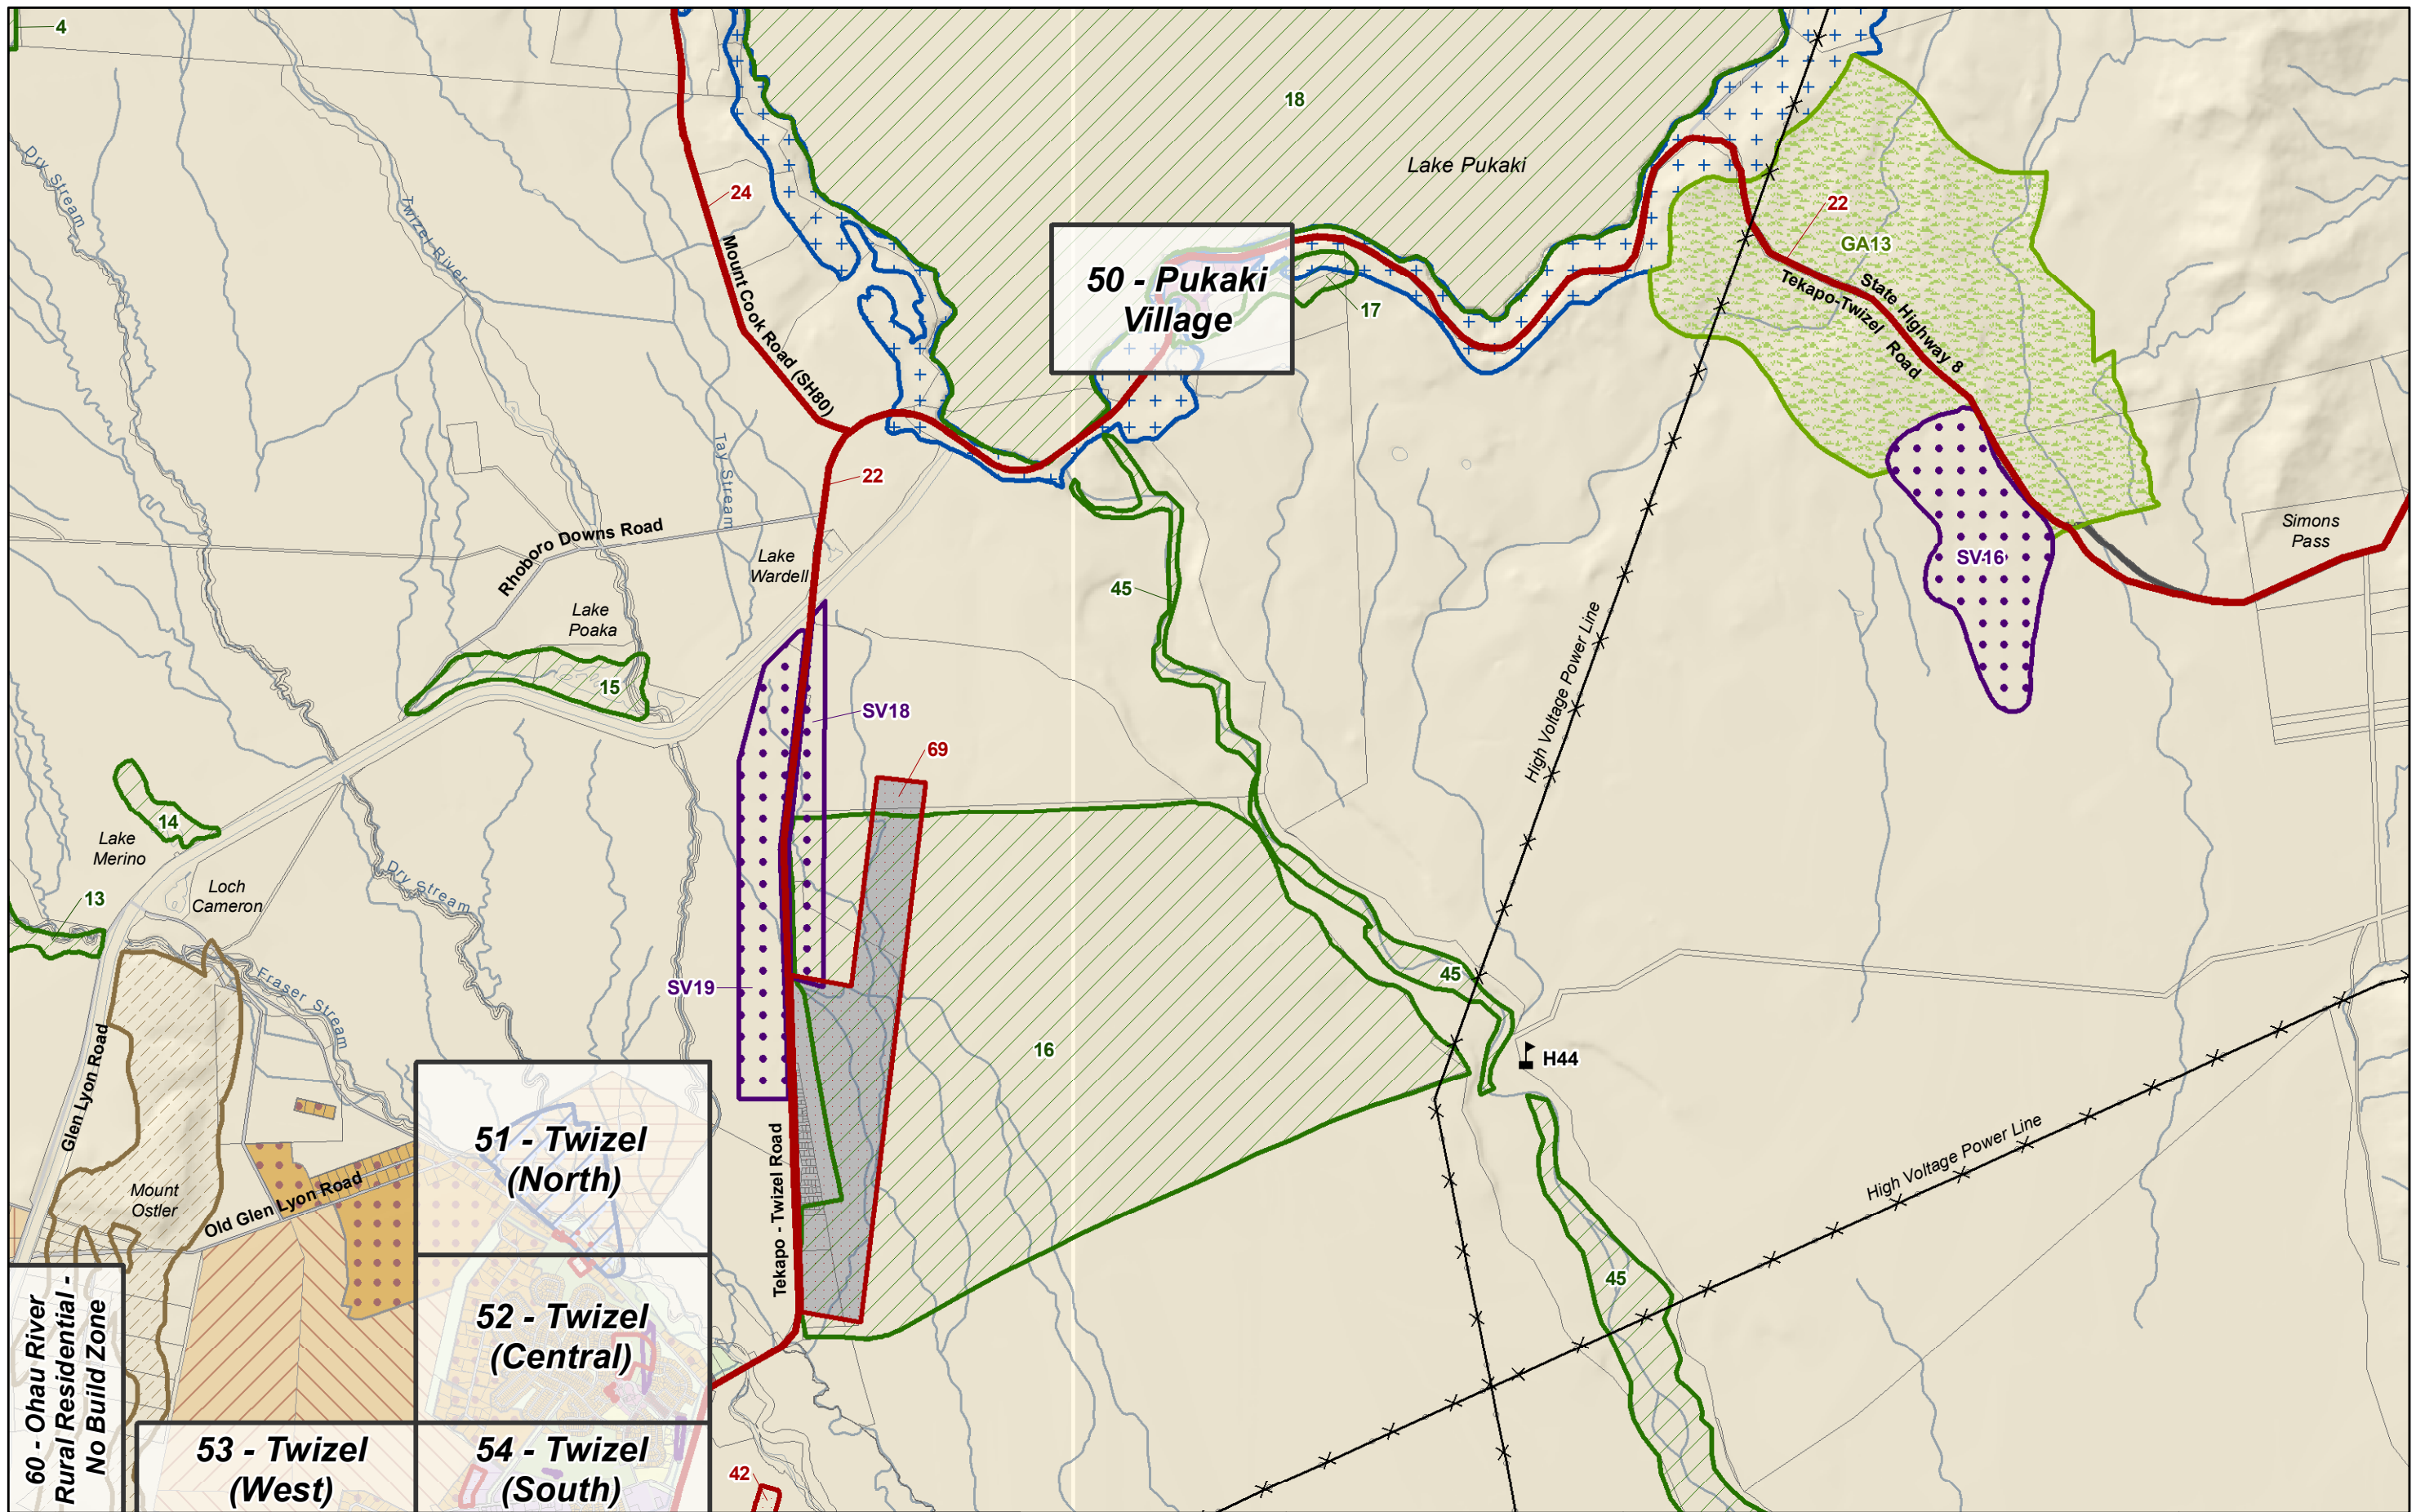 4
18
Lake Pukaki
Dry Stream
Twizel River
24
22
GA13
State Highway 8
Tekapo-Twizel
Road
50 - Pukaki
Village
17
Mount Cook Road (SH80)
Tay Stream
22
Rhoboro Downs Road
Lake
Wardell
Simons
Pass
SV16
45
Lake
Poaka
15
High Voltage Power Line
SV18
69
14
Lake
Merino
Loch
Cameron
Dry Stream
13
Fraser Stream
SV19
45
16
H44
Glen Lyon Road
51 - Twizel
(North)
Tekapo - Twizel Road
High Voltage Power Line
Mount
Ostler
Old Glen Lyon Road
45
60 - Ohau River
Rural Residential -
No Build Zone
52 - Twizel
(Central)
53 - Twizel
(West)
54 - Twizel
(South)
42